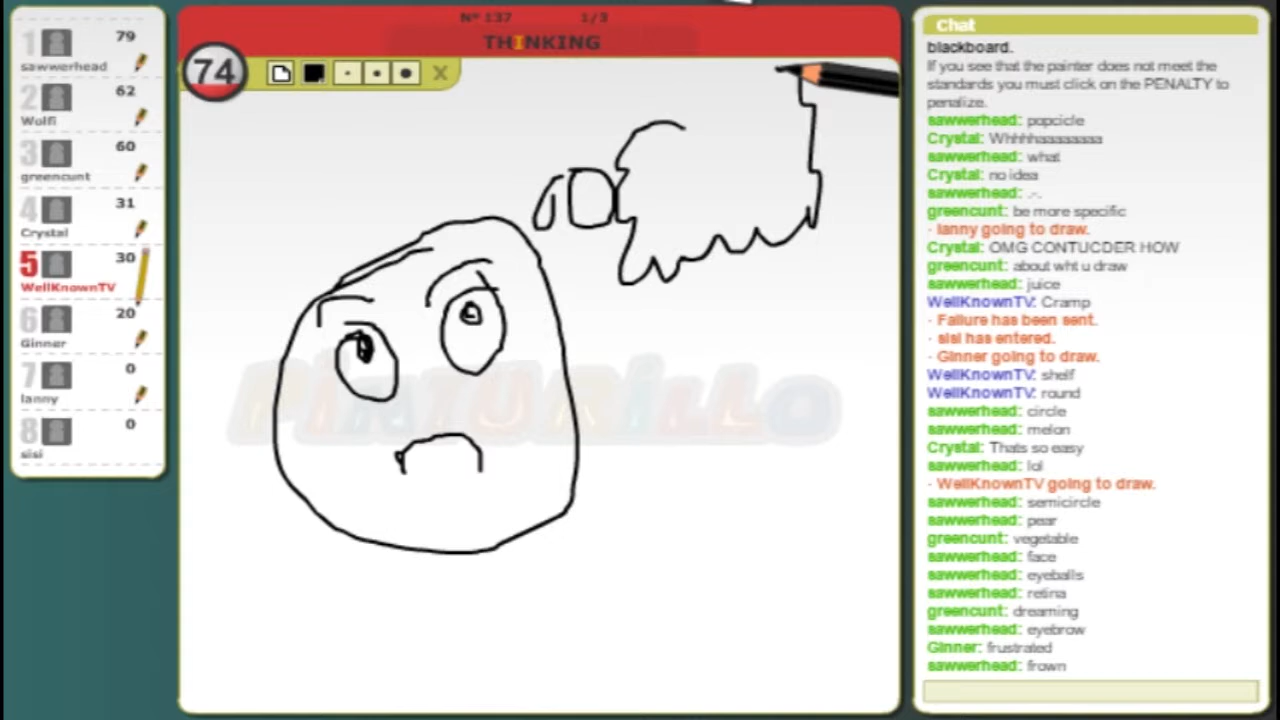 1
79
sawwerhead
2
62
Wolfi
3
60
greencunt
4
31
Crystal
5
30
WellKnownTV
6
20
Ginner
7
0
lanny
8
0
sisi
Nº 137
1/3
THINKING
74
X
Chat
blackboard.
If you see that the painter does not meet the
standards you must click on the PENALTY to
penalize.
sawwerhead: popcicle
Crystal: Whhhhaaaaaaaa
sawwerhead: what
Crystal: no idea
sawwerhead: .-.
greencunt: be more specific
· lanny going to draw.
Crystal: OMG CONTUCDER HOW
greencunt: about wht u draw
sawwerhead: juice
WellKnownTV: Cramp
· Failure has been sent.
· sisi has entered.
· Ginner going to draw.
WellKnownTV: shelf
WellKnownTV: round
sawwerhead: circle
sawwerhead: melon
Crystal: Thats so easy
sawwerhead: lol
· WellKnownTV going to draw.
sawwerhead: semicircle
sawwerhead: pear
greencunt: vegetable
sawwerhead: face
sawwerhead: eyeballs
sawwerhead: retina
greencunt: dreaming
sawwerhead: eyebrow
Ginner: frustrated
sawwerhead: frown